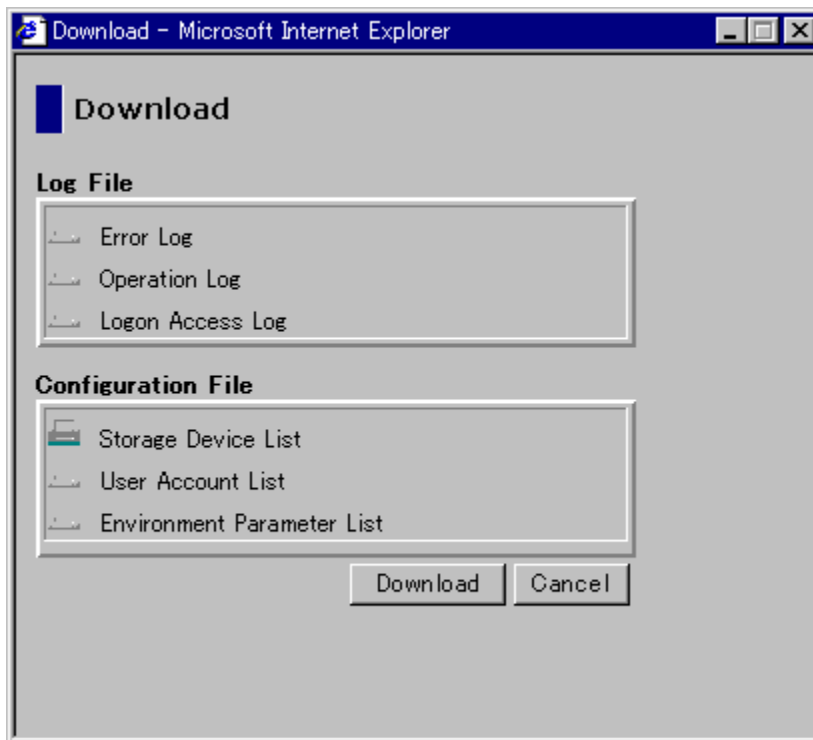 Download - Microsoft Internet Explorer
Download
Log File
Error Log
Operation Log
Logon Access Log
Configuration File
Storage Device List
User Account List
Environment Parameter List
Download Cancel